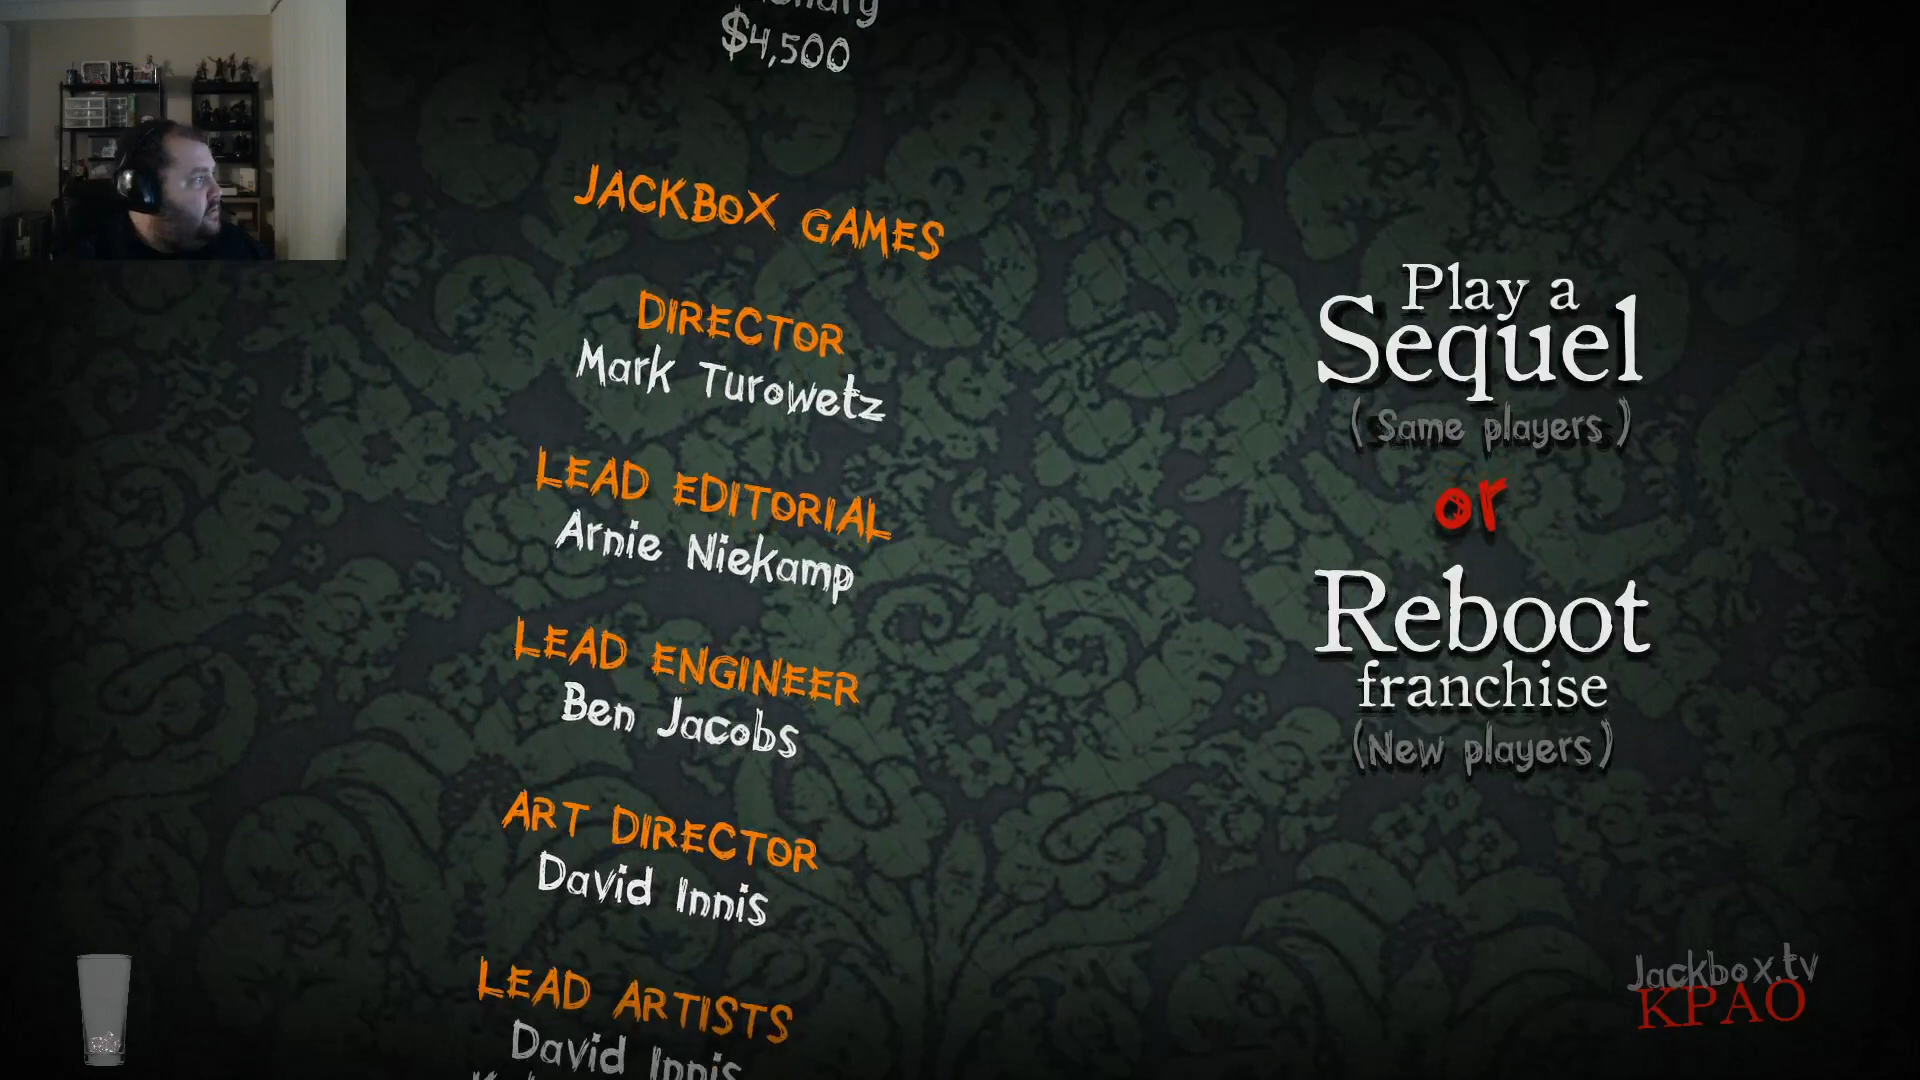 $4,500
JACKBOX GAMES
DIRECTOR
Mark Turowetz
LEAD EDITORIAL
Arnie Niekamp
LEAD ENGINEER
Ben Jacobs
ART DIRECTOR
David Innis
LEAD ARTISTS
David Innis
Play a
Sequel
(Same players)
or
Reboot
franchise
(New players)
Jackbox.tv
KPAO